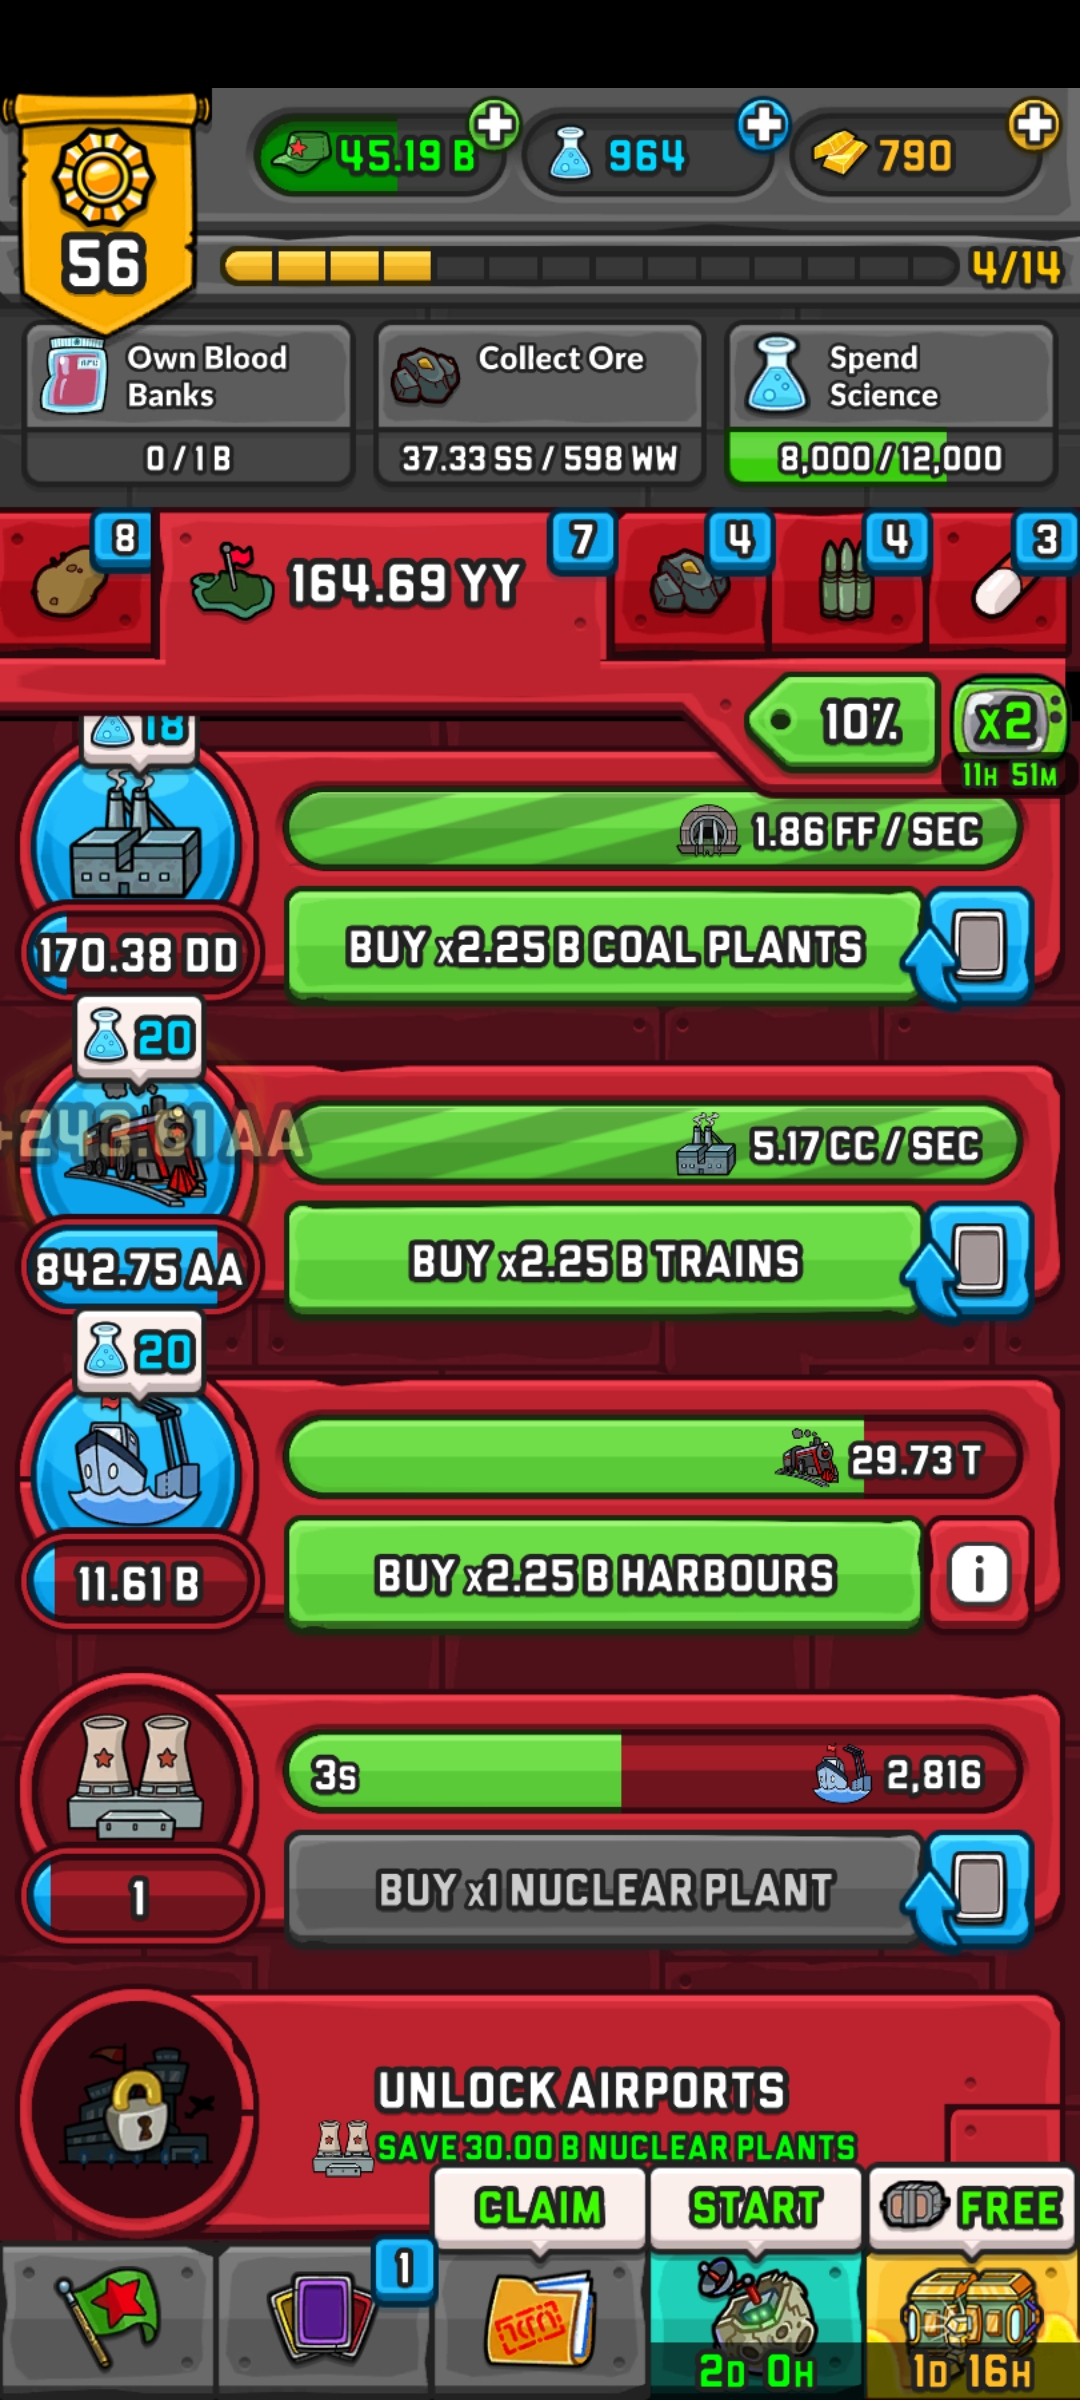 45.19 B
964
790
56
4/14
Own Blood
Banks
0 / 1 B
Collect Ore
37.33 SS / 598 WW
Spend
Science
8,000 / 12,000
8
164.69 YY
7
4
4
3
10%
x2
11H 51M
18
1.86 FF / SEC
170.38 DD
BUY x2.25 B COAL PLANTS
20
+243.61 AA
5.17 CC / SEC
842.75 AA
BUY x2.25 B TRAINS
20
29.73 T
11.61 B
BUY x2.25 B HARBOURS
i
3s
2,816
1
BUY x1 NUCLEAR PLANT
UNLOCK AIRPORTS
SAVE 30.00 B NUCLEAR PLANTS
CLAIM
START
FREE
1
2D 0H
1D 16H